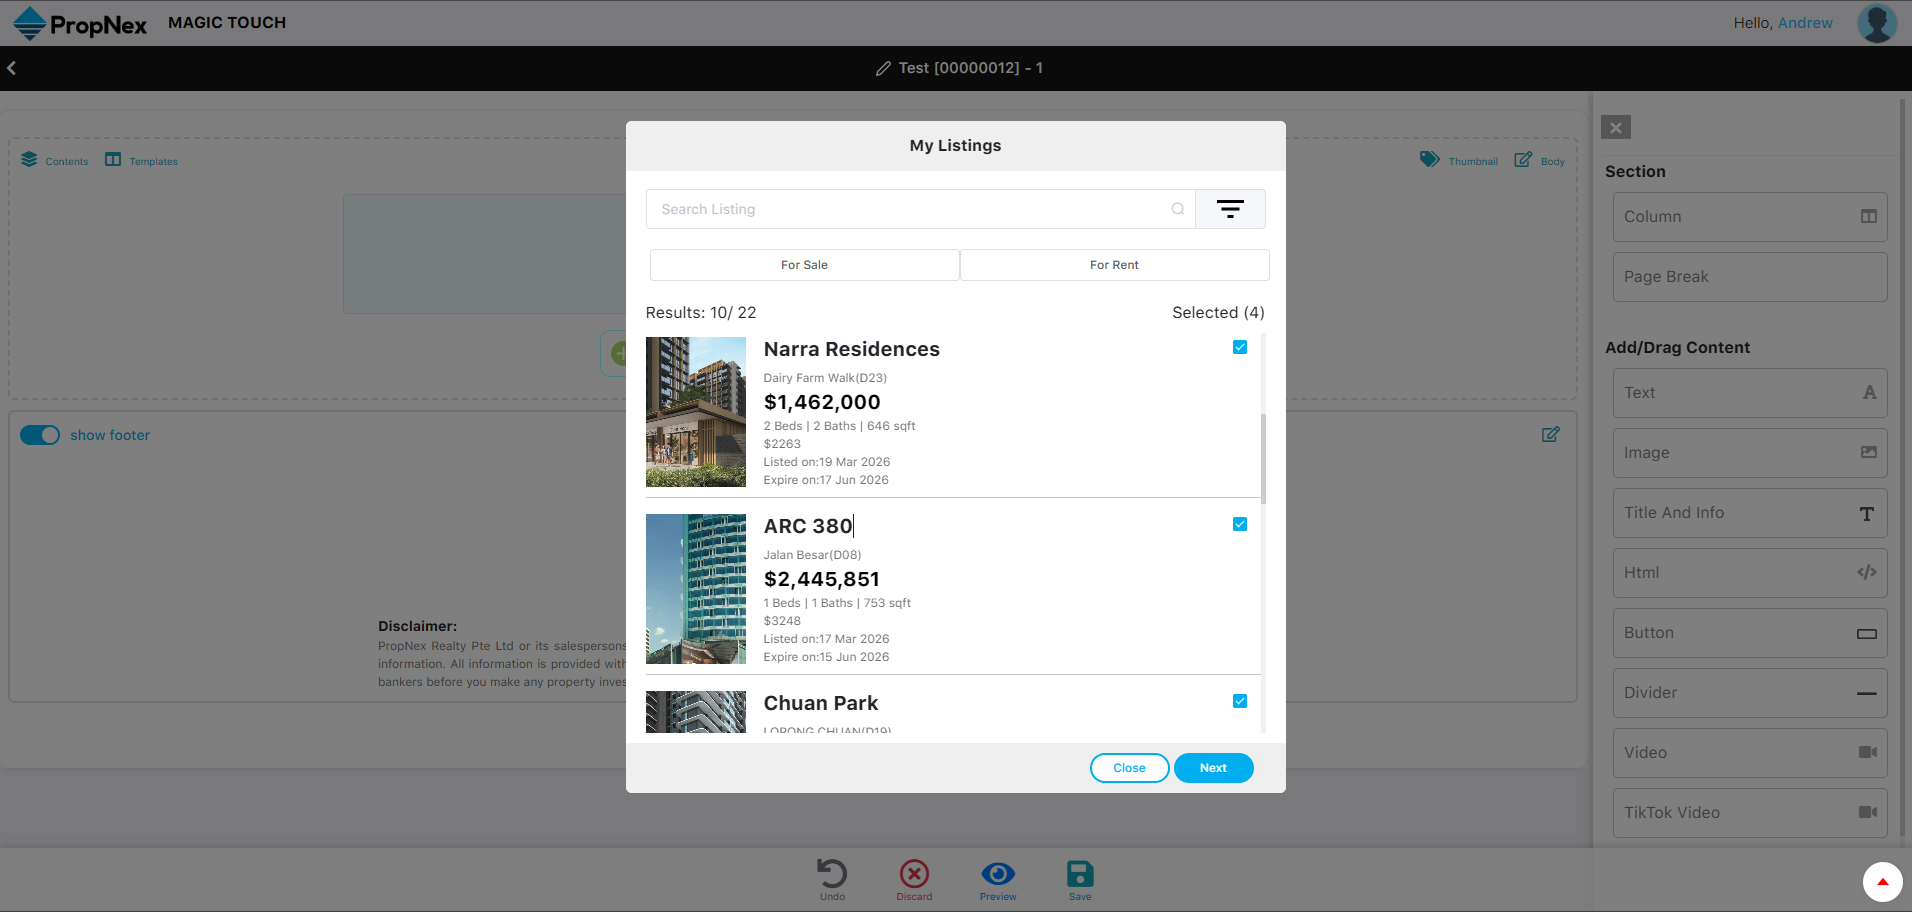 PropNex
MAGIC TOUCH
Hello, Andrew
Test [00000012] - 1
Contents
Templates
Thumbnail
Body
show footer
Disclaimer:
PropNex Realty Pte Ltd or its salespersons
information. All information is provided with
bankers before you make any property inves
My Listings
Search Listing
For Sale
For Rent
Results: 10/ 22
Selected (4)
Narra Residences
Dairy Farm Walk(D23)
$1,462,000
2 Beds | 2 Baths | 646 sqft
$2263
Listed on:19 Mar 2026
Expire on:17 Jun 2026
ARC 380
Jalan Besar(D08)
$2,445,851
1 Beds | 1 Baths | 753 sqft
$3248
Listed on:17 Mar 2026
Expire on:15 Jun 2026
Chuan Park
LORONG CHUAN(D19)
Close
Next
Section
Column
Page Break
Add/Drag Content
Text
Image
Title And Info
Html
Button
Divider
Video
TikTok Video
Undo
Discard
Preview
Save